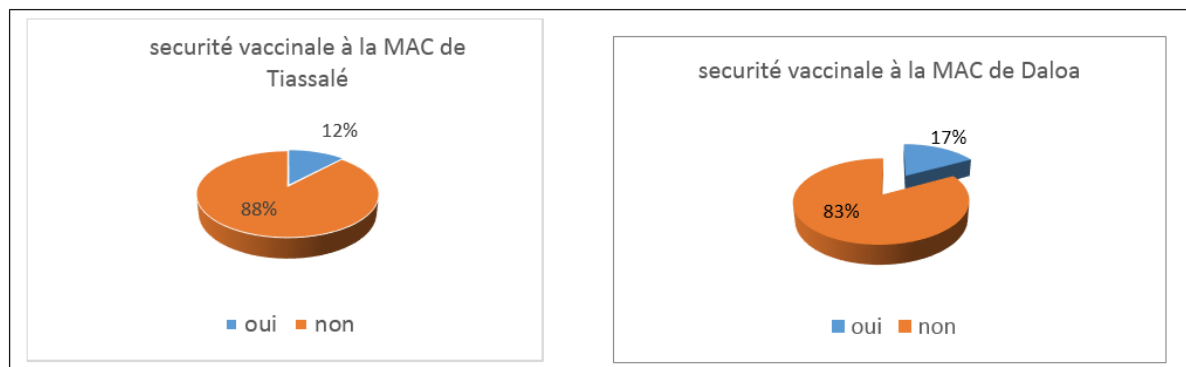 securité vaccinale à la MAC de
Tiassalé
12%
88%
oui non
securité vaccinale à la MAC de Daloa
17%
83%
oui non